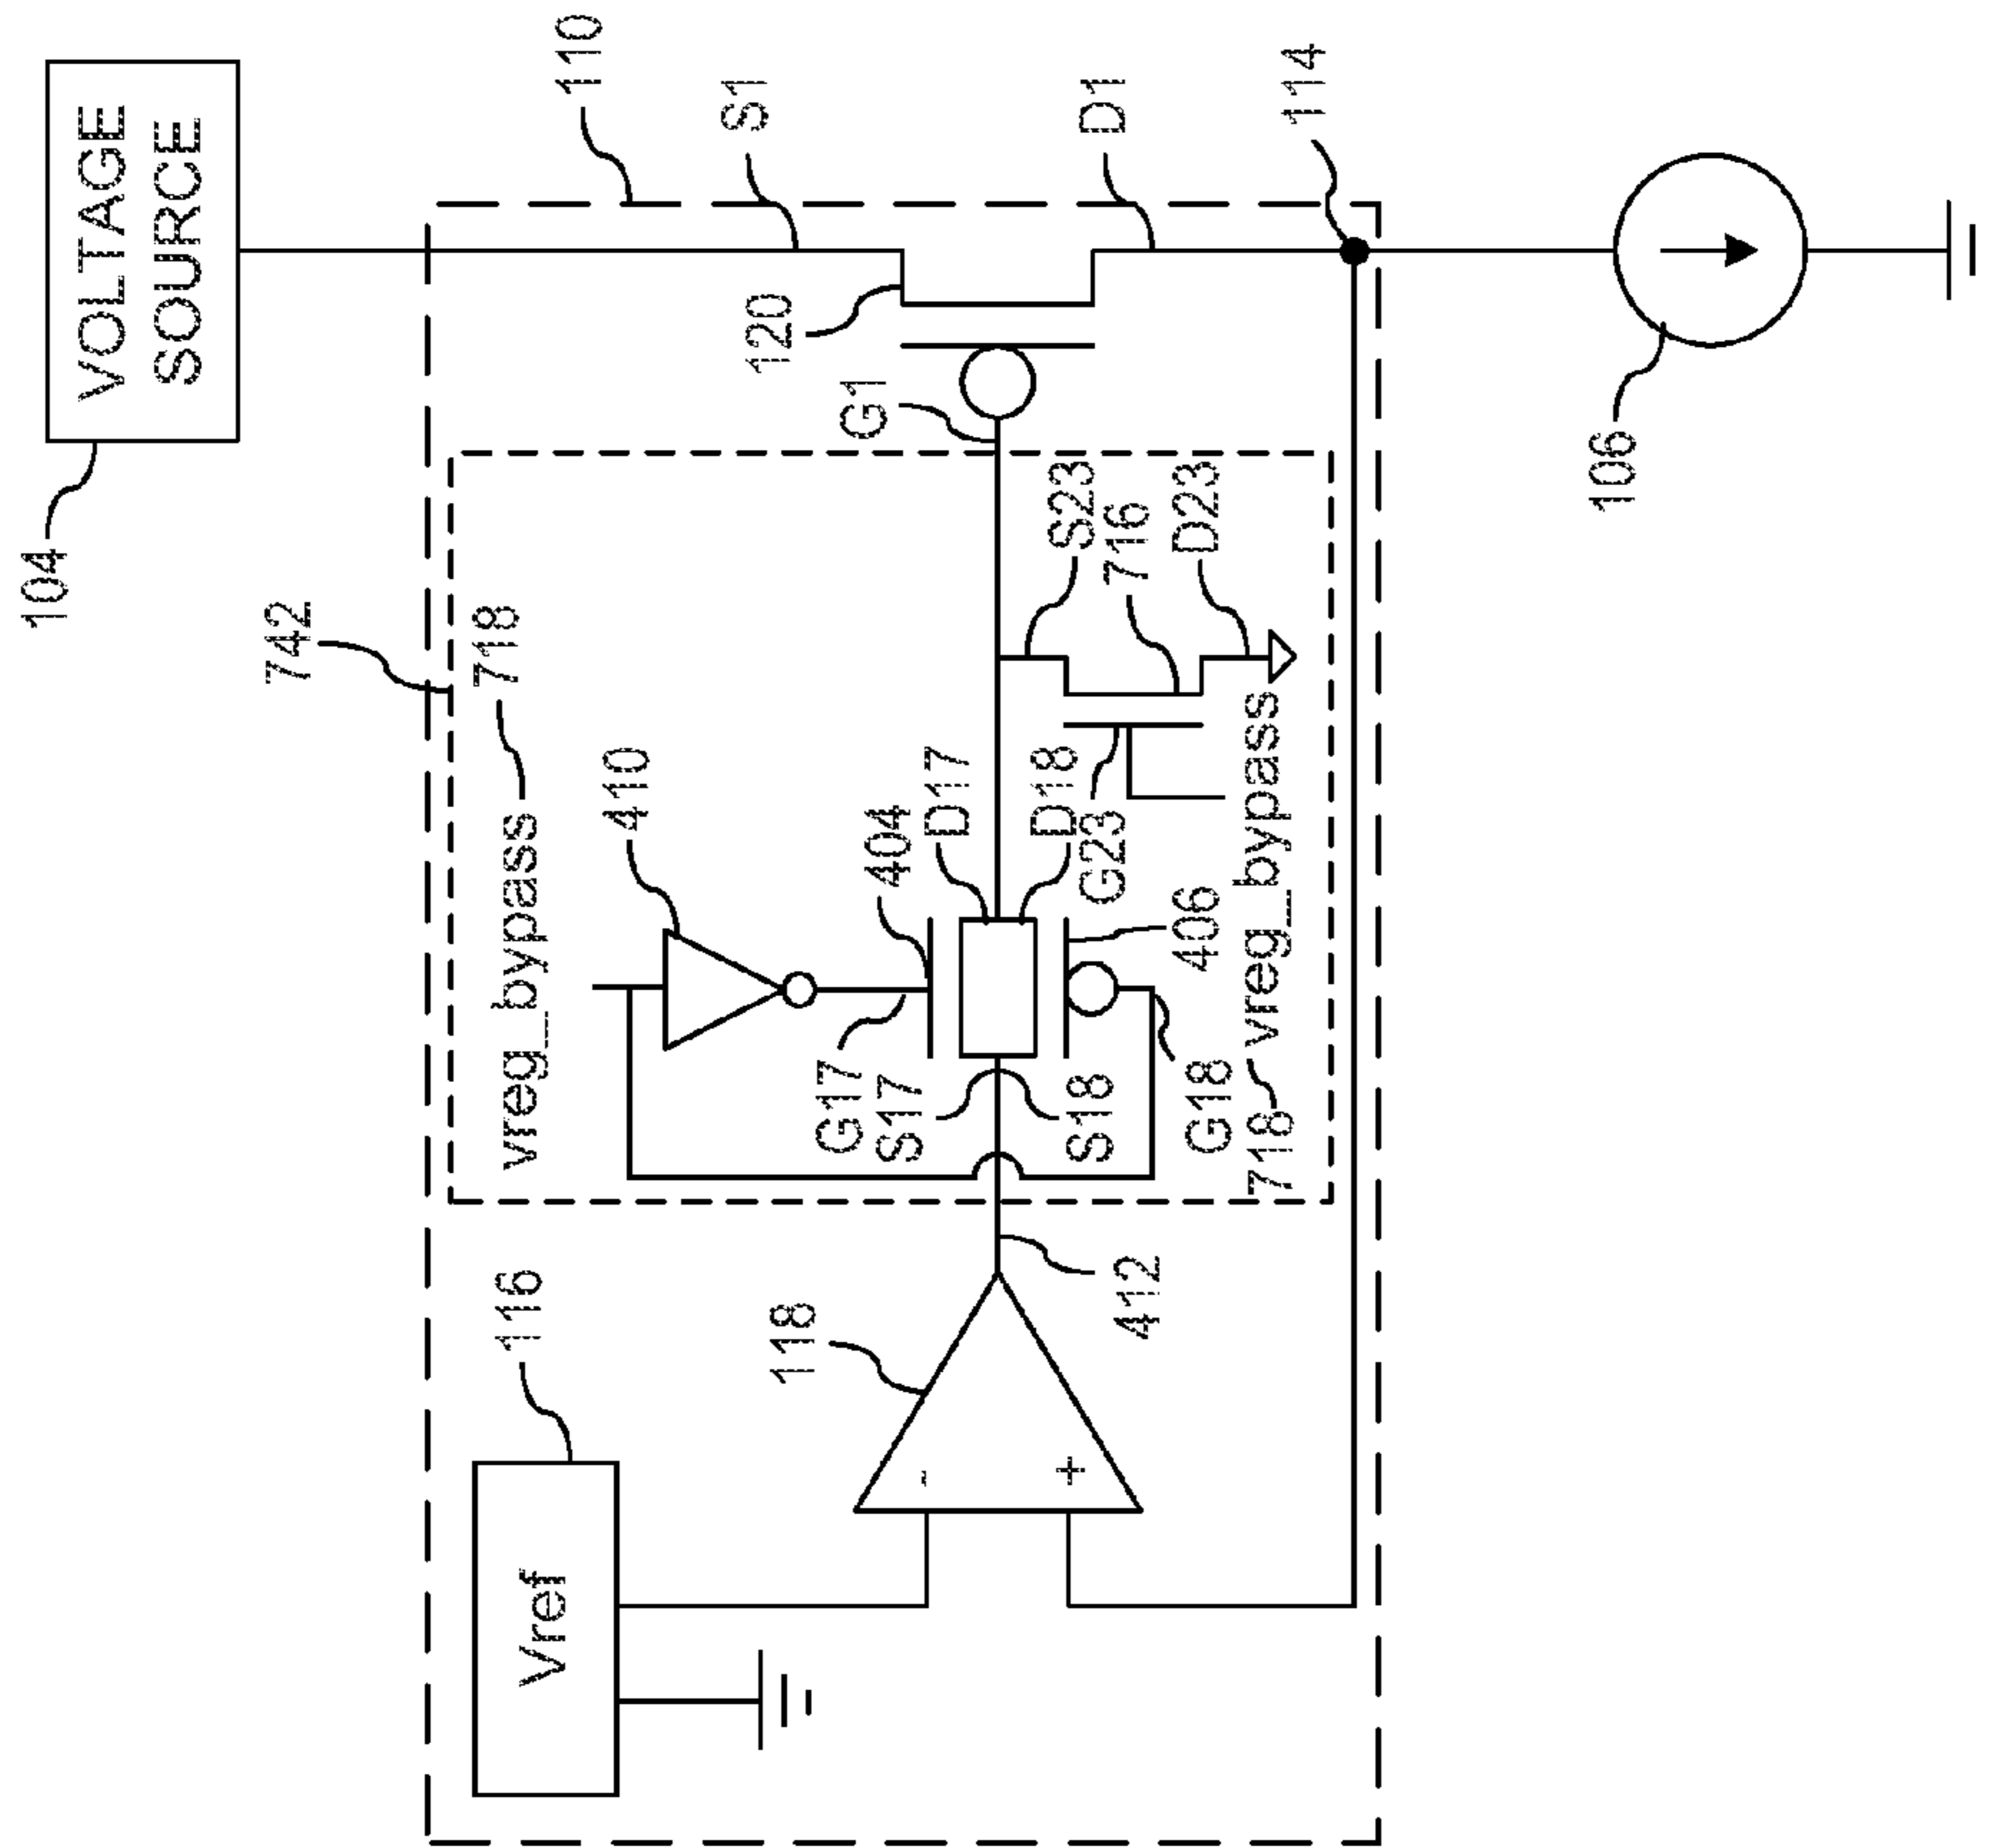 104
VOLTAGE
SOURCE
110
S1
D1
114
120
G1
106
742
vreg_bypass 718
410
404
D17
D18
G17
S17
S18
G18
406
G23
S23
716
D23
718 vreg_bypass
116
Vref
118
-
+
412